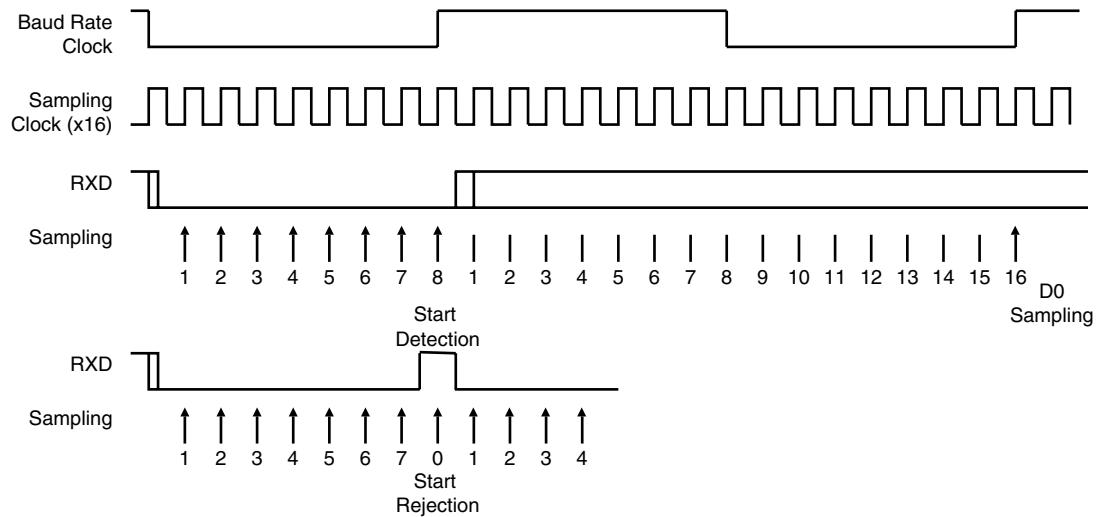 Baud Rate
Clock
Sampling
Clock (x16)
RXD
Sampling
1 2 3 4 5 6 7 8 1 2 3 4 5 6 7 8 9 10 11 12 13 14 15 16
D0
Sampling
Start
Detection
RXD
Sampling
1 2 3 4 5 6 7 0 1 2 3 4
Start
Rejection